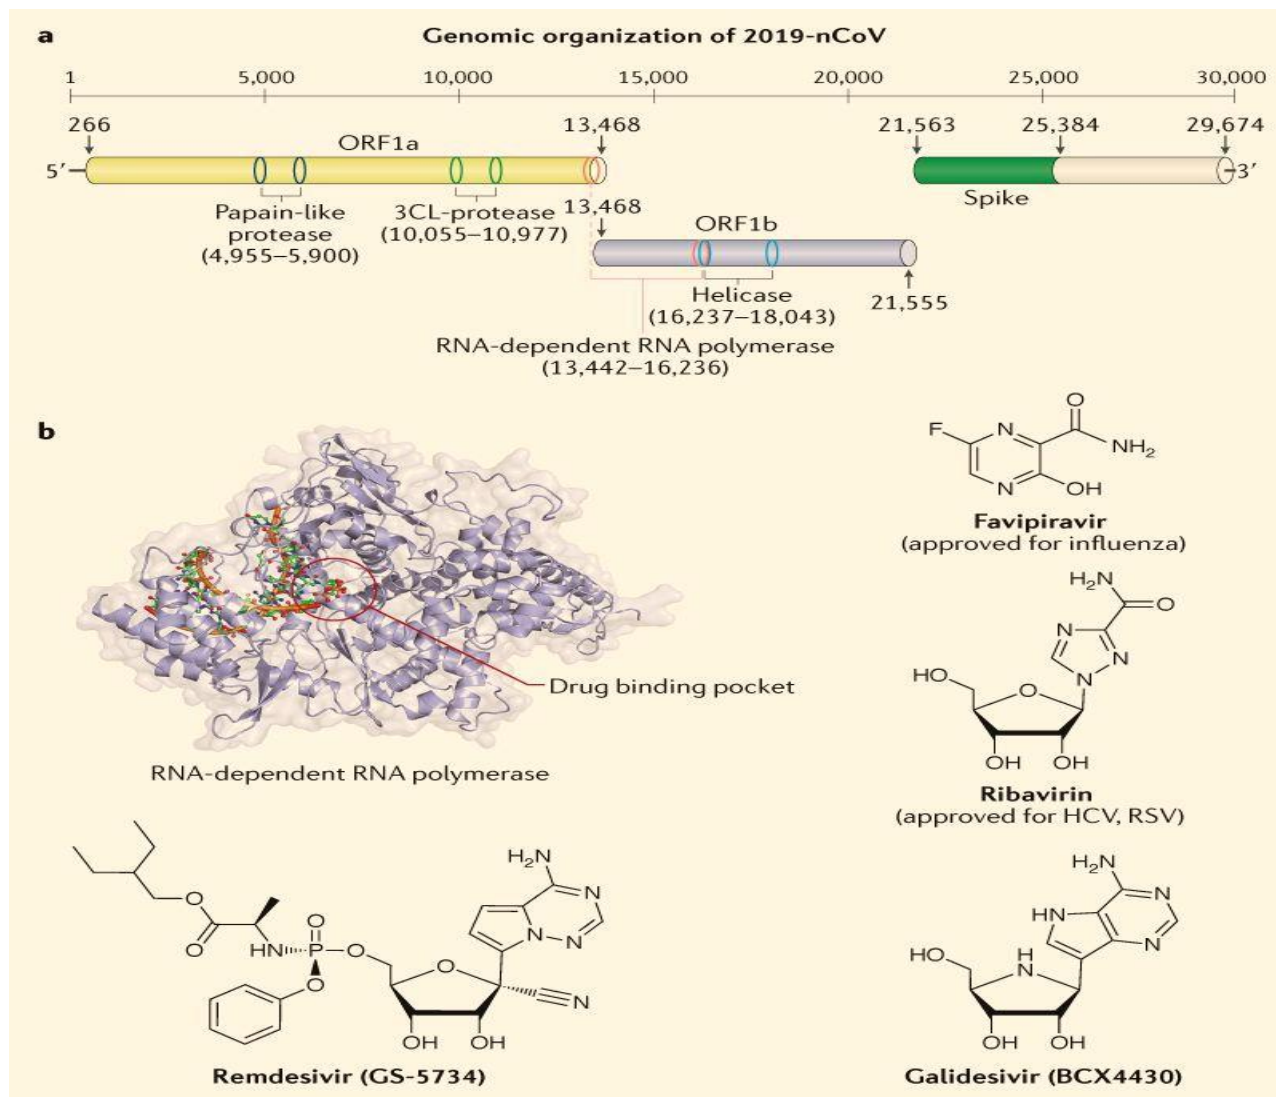 a
Genomic organization of 2019-nCoV
1 5,000 10,000 15,000 20,000 25,000 30,000
266 13,468 21,563 25,384 29,674
ORF1a
5′ 3′
Papain-like
protease
(4,955–5,900)
3CL-protease
(10,055–10,977)
Spike
13,468
ORF1b
Helicase
(16,237–18,043)
21,555
RNA-dependent RNA polymerase
(13,442–16,236)
b
Drug binding pocket
RNA-dependent RNA polymerase
O
F N
NH₂
N OH
Favipiravir
(approved for influenza)
H₂N
O
N
N
N
HO O
OH OH
Ribavirin
(approved for HCV, RSV)
H₂N
N
O
O
O HN P O
N N
O
O
N
OH OH
Remdesivir (GS-5734)
H₂N
N
HN
N
HO H
N
OH OH
Galidesivir (BCX4430)